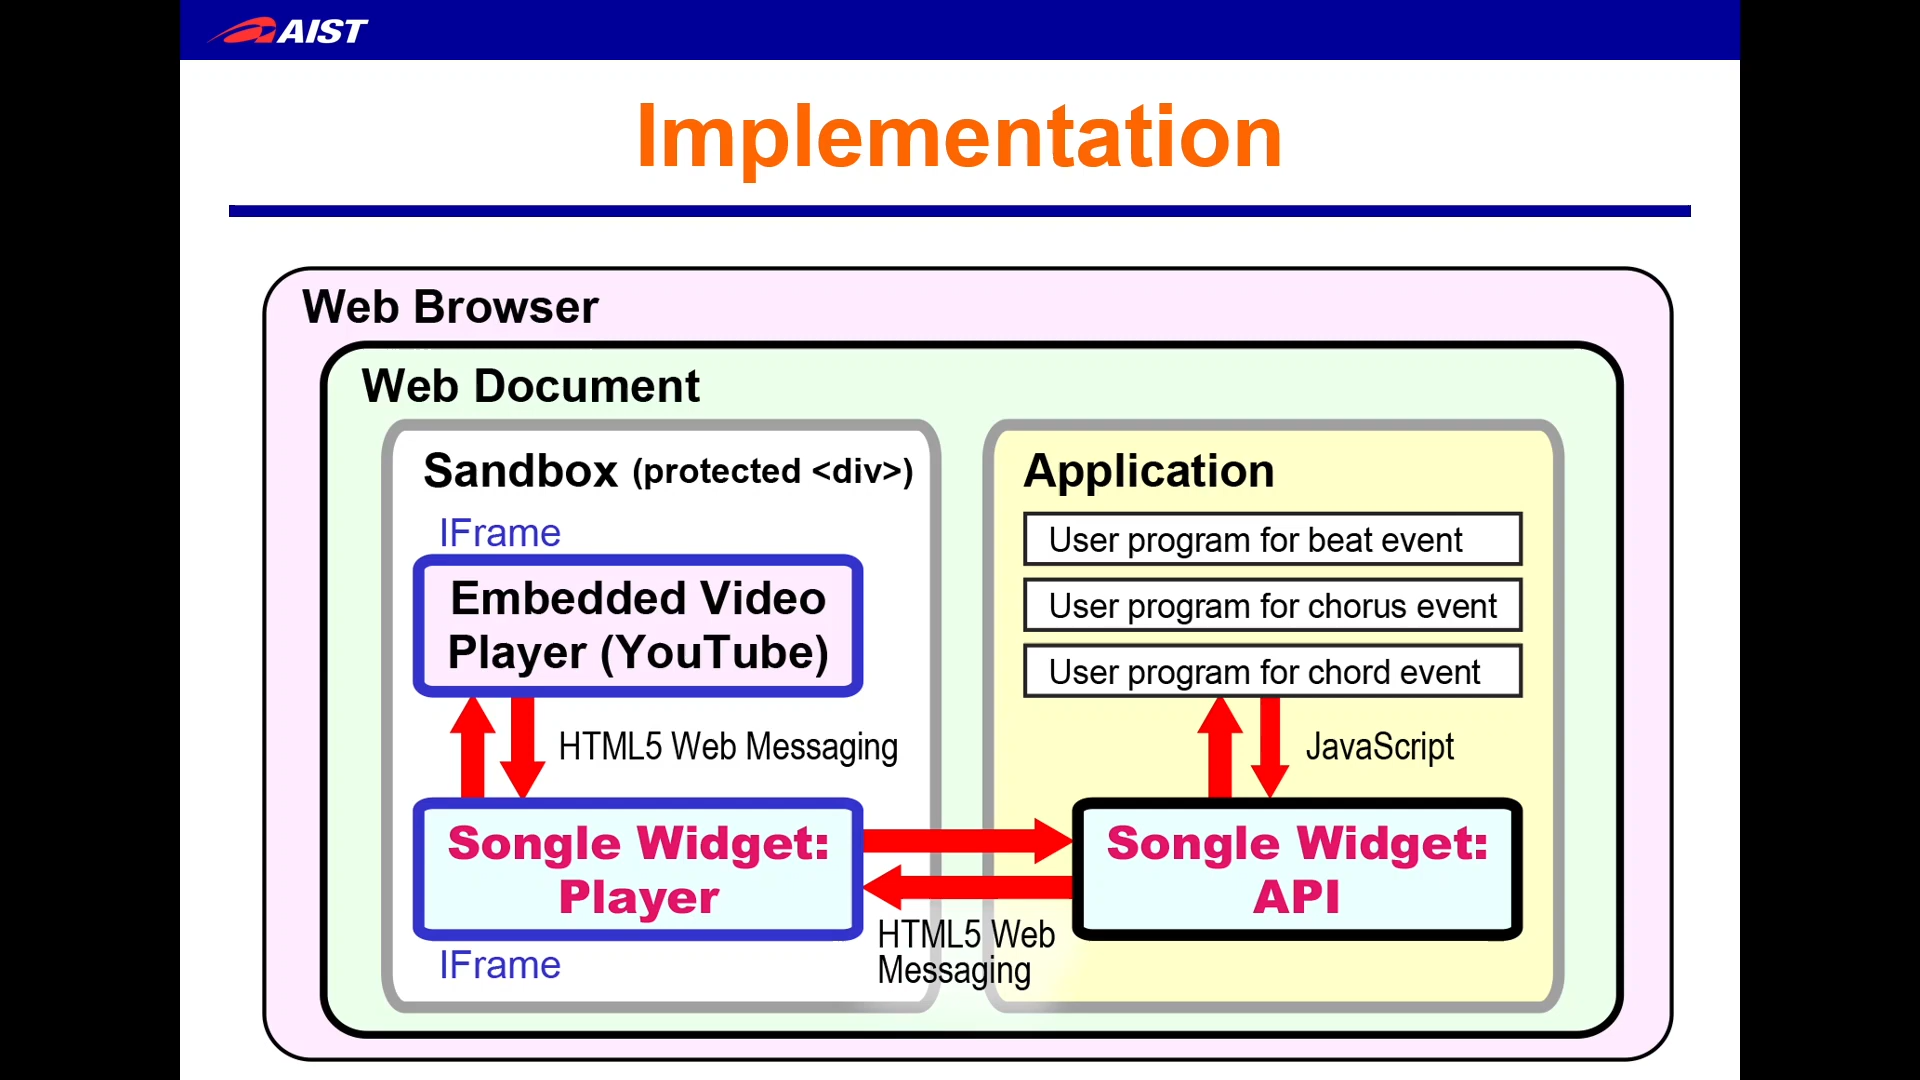 AIST
Implementation
Web Browser
Web Document
Sandbox (protected <div>)
IFrame
Embedded Video
Player (YouTube)
HTML5 Web Messaging
Songle Widget:
Player
IFrame
HTML5 Web
Messaging
Application
User program for beat event
User program for chorus event
User program for chord event
JavaScript
Songle Widget:
API